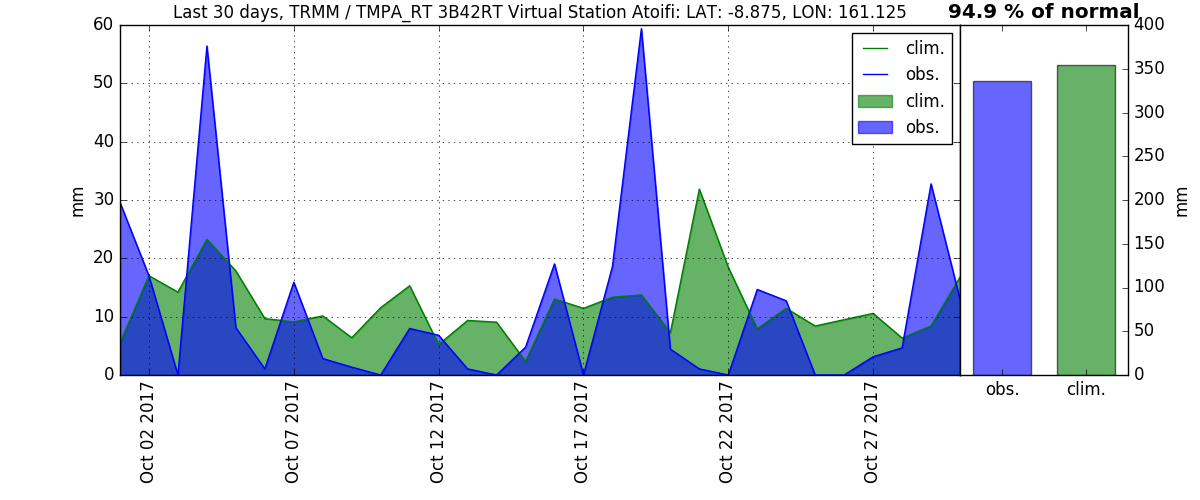 Last 30 days, TRMM / TMPA_RT 3B42RT Virtual Station Atoifi: LAT: -8.875, LON: 161.125
94.9 % of normal
mm
60
50
40
30
20
10
0
clim.
obs.
clim.
obs.
400
350
300
250
200
150
100
50
0
mm
Oct 02 2017
Oct 07 2017
Oct 12 2017
Oct 17 2017
Oct 22 2017
Oct 27 2017
obs.
clim.